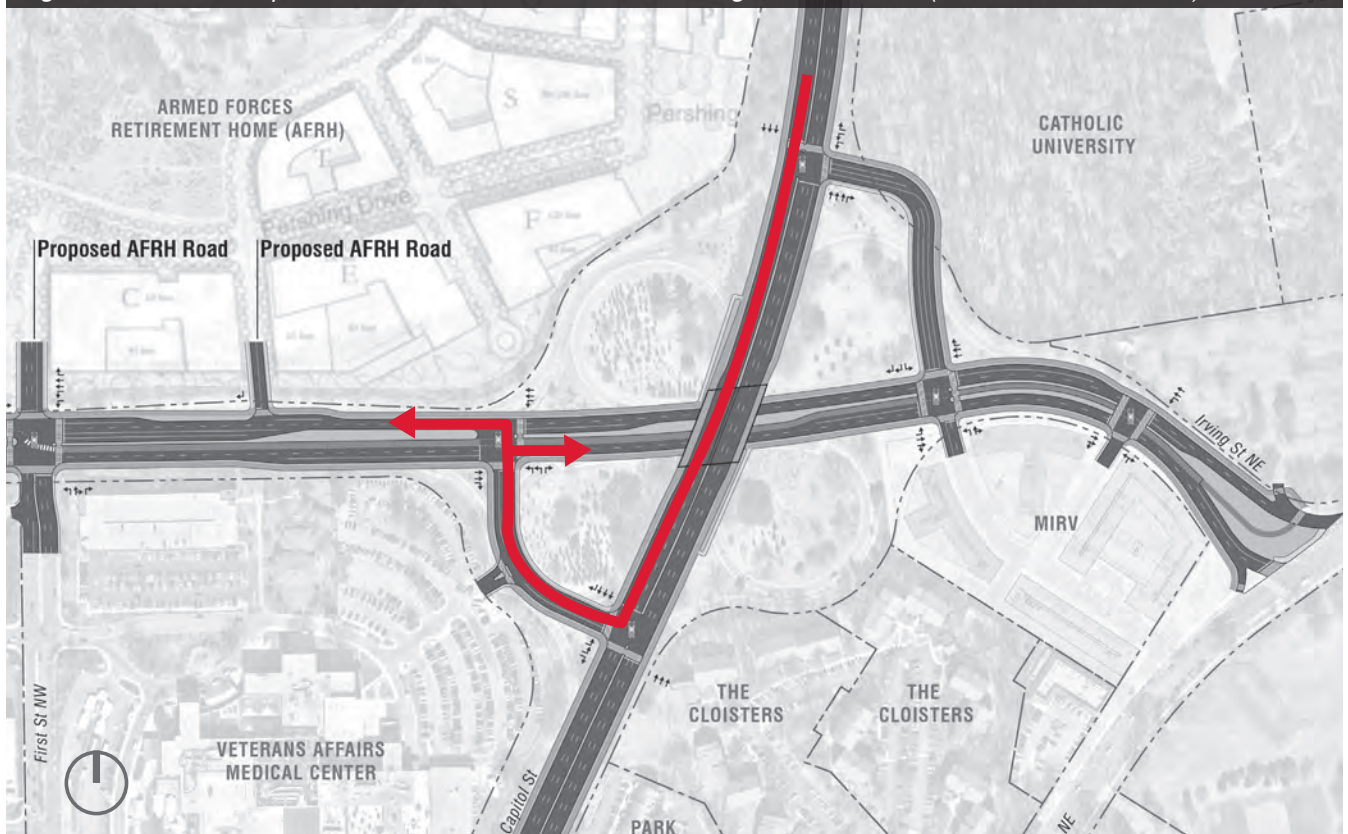 ARMED FORCES
RETIREMENT HOME (AFRH)
S
Pershing
CATHOLIC
UNIVERSITY
T
Pershing Dove
F
Proposed AFRH Road
Proposed AFRH Road
C
E
Irving St NE
MIRV
THE
CLOISTERS
THE
CLOISTERS
First St NW
VETERANS AFFAIRS
MEDICAL CENTER
Capitol St
PARK
NE